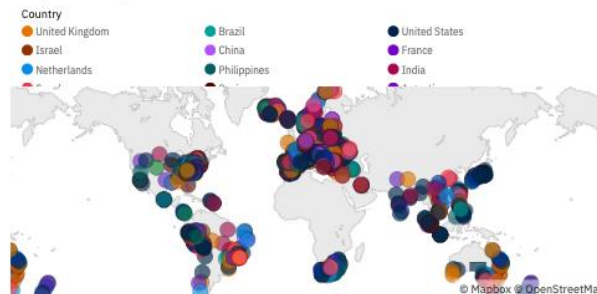 Country
United Kingdom Brazil United States
Israel China France
Netherlands Philippines India
© Mapbox © OpenStreetMa